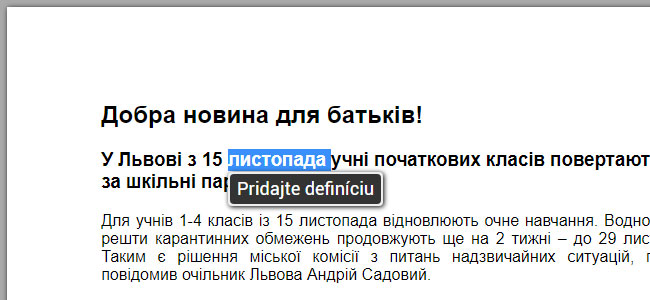 Добра новина для батьків!
У Львові з 15 листопада учні початкових класів повертают
за шкільні
Pridajte definíciu
Для учнів 1-4 класів із 15 листопада відновлюють очне навчання. Водно
решти карантинних обмежень продовжують ще на 2 тижні – до 29 лис
Таким є рішення міської комісії з питань надзвичайних ситуацій,
повідомив очільник Львова Андрій Садовий.